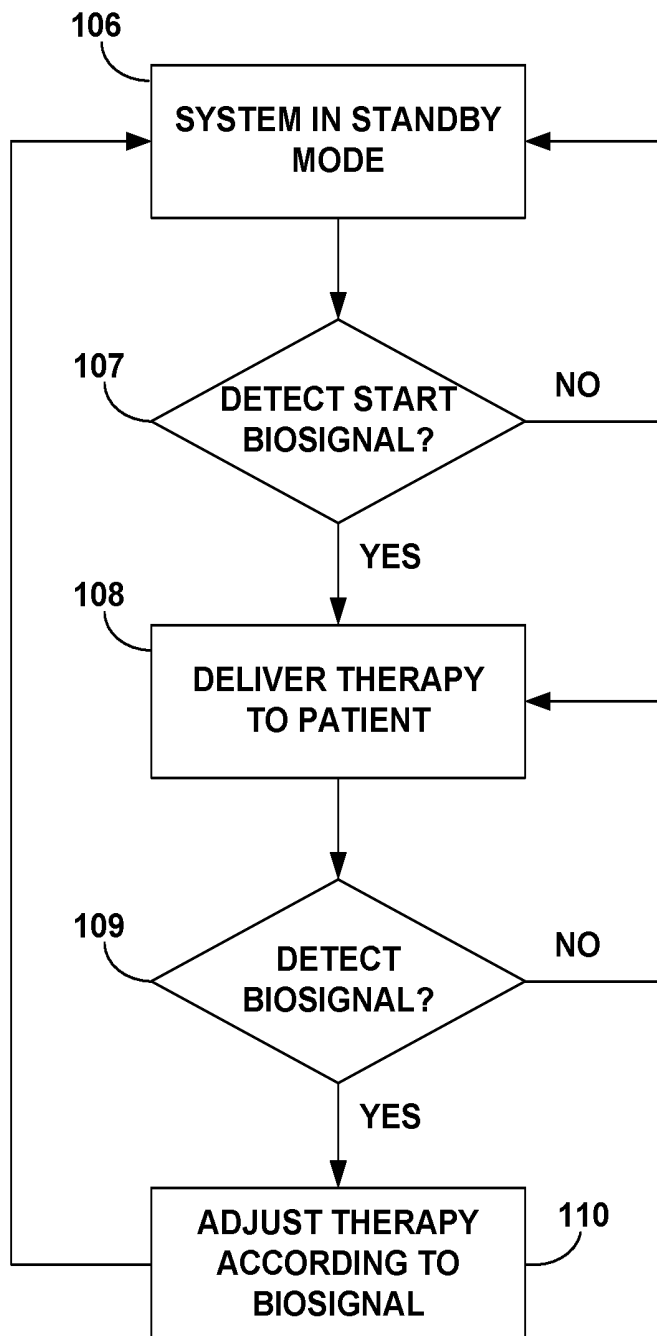 106
SYSTEM IN STANDBY
MODE
107
DETECT START
BIOSIGNAL?
NO
YES
108
DELIVER THERAPY
TO PATIENT
109
DETECT
BIOSIGNAL?
NO
YES
ADJUST THERAPY
ACCORDING TO
BIOSIGNAL
110